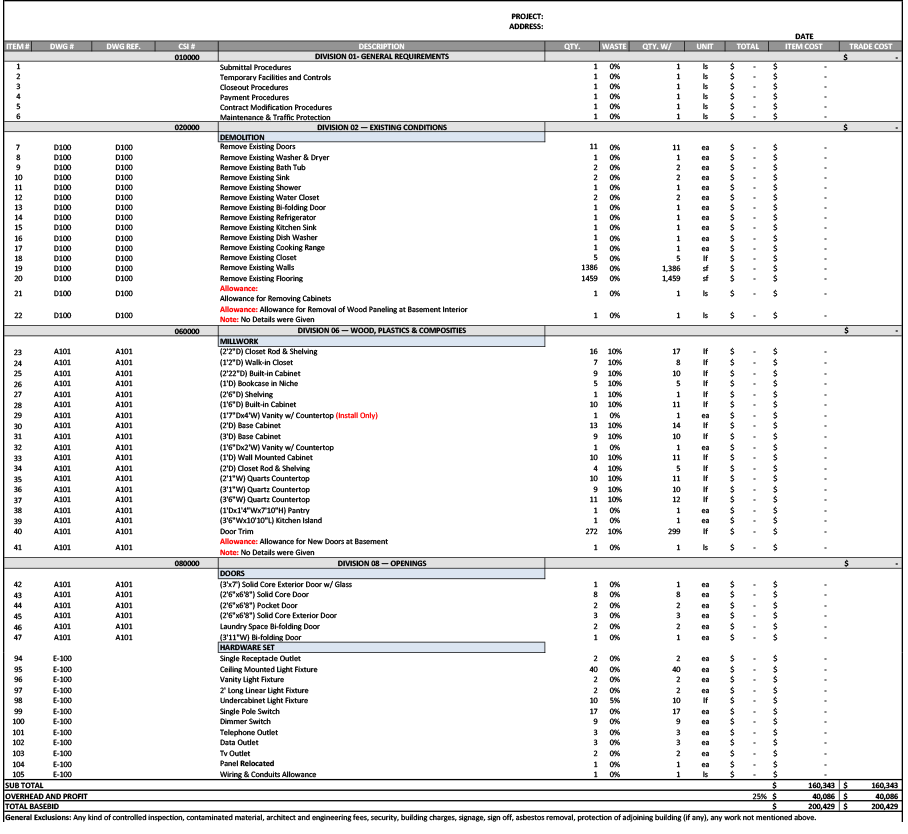 PROJECT:
ADDRESS:
DATE
ITEM # DWG # DWG REF. CSI # DESCRIPTION QTY. WASTE QTY. W/ UNIT TOTAL ITEM COST TRADE COST
010000 DIVISION 01- GENERAL REQUIREMENTS $ -
1 Submittal Procedures 1 0% 1 ls $ - $ -
2 Temporary Facilities and Controls 1 0% 1 ls $ - $ -
3 Closeout Procedures 1 0% 1 ls $ - $ -
4 Payment Procedures 1 0% 1 ls $ - $ -
5 Contract Modification Procedures 1 0% 1 ls $ - $ -
6 Maintenance & Traffic Protection 1 0% 1 ls $ - $ -
020000 DIVISION 02 — EXISTING CONDITIONS $ -
DEMOLITION
7 D100 D100 Remove Existing Doors 11 0% 11 ea $ - $ -
8 D100 D100 Remove Existing Washer & Dryer 1 0% 1 ea $ - $ -
9 D100 D100 Remove Existing Bath Tub 2 0% 2 ea $ - $ -
10 D100 D100 Remove Existing Sink 2 0% 2 ea $ - $ -
11 D100 D100 Remove Existing Shower 1 0% 1 ea $ - $ -
12 D100 D100 Remove Existing Water Closet 2 0% 2 ea $ - $ -
13 D100 D100 Remove Existing Bi-folding Door 1 0% 1 ea $ - $ -
14 D100 D100 Remove Existing Refrigerator 1 0% 1 ea $ - $ -
15 D100 D100 Remove Existing Kitchen Sink 1 0% 1 ea $ - $ -
16 D100 D100 Remove Existing Dish Washer 1 0% 1 ea $ - $ -
17 D100 D100 Remove Existing Cooking Range 1 0% 1 ea $ - $ -
18 D100 D100 Remove Existing Closet 5 0% 5 lf $ - $ -
19 D100 D100 Remove Existing Walls 1386 0% 1,386 sf $ - $ -
20 D100 D100 Remove Existing Flooring 1459 0% 1,459 sf $ - $ -
Allowance:
21 D100 D100 Allowance for Removing Cabinets 1 0% 1 ls $ - $ -
Allowance: Allowance for Removal of Wood Paneling at Basement Interior
22 D100 D100 Note: No Details were Given 1 0% 1 ls $ - $ -
060000 DIVISION 06 — WOOD, PLASTICS & COMPOSITIES $ -
MILLWORK
23 A101 A101 (2'2"D) Closet Rod & Shelving 16 10% 17 lf $ - $ -
24 A101 A101 (1'2"D) Walk-in Closet 7 10% 8 lf $ - $ -
25 A101 A101 (2'22"D) Built-in Cabinet 9 10% 10 lf $ - $ -
26 A101 A101 (1'D) Bookcase in Niche 5 10% 5 lf $ - $ -
27 A101 A101 (2'6"D) Shelving 1 10% 1 lf $ - $ -
28 A101 A101 (1'6"D) Built-in Cabinet 10 10% 11 lf $ - $ -
29 A101 A101 (1'7"Dx4'W) Vanity w/ Countertop (Install Only) 1 0% 1 ea $ - $ -
30 A101 A101 (2'D) Base Cabinet 13 10% 14 lf $ - $ -
31 A101 A101 (3'D) Base Cabinet 9 10% 10 lf $ - $ -
32 A101 A101 (1'6"Dx2'W) Vanity w/ Countertop 1 0% 1 ea $ - $ -
33 A101 A101 (1'D) Wall Mounted Cabinet 10 10% 11 lf $ - $ -
34 A101 A101 (2'D) Closet Rod & Shelving 4 10% 5 lf $ - $ -
35 A101 A101 (2'1"W) Quarts Countertop 10 10% 11 lf $ - $ -
36 A101 A101 (3'1"W) Quartz Countertop 9 10% 10 lf $ - $ -
37 A101 A101 (3'6"W) Quartz Countertop 11 10% 12 lf $ - $ -
38 A101 A101 (1'Dx1'4"Wx7'10"H) Pantry 1 0% 1 ea $ - $ -
39 A101 A101 (3'6"Wx10'10"L) Kitchen Island 1 0% 1 ea $ - $ -
40 A101 A101 Door Trim 272 10% 299 lf $ - $ -
Allowance: Allowance for New Doors at Basement
41 A101 A101 Note: No Details were Given 1 0% 1 ls $ - $ -
080000 DIVISION 08 — OPENINGS $ -
DOORS
42 A101 A101 (3'x7') Solid Core Exterior Door w/ Glass 1 0% 1 ea $ - $ -
43 A101 A101 (2'6"x6'8") Solid Core Door 8 0% 8 ea $ - $ -
44 A101 A101 (2'6"x6'8") Pocket Door 2 0% 2 ea $ - $ -
45 A101 A101 (2'6"x6'8") Solid Core Exterior Door 3 0% 3 ea $ - $ -
46 A101 A101 Laundry Space Bi-folding Door 2 0% 2 ea $ - $ -
47 A101 A101 (3'11"W) Bi-folding Door 1 0% 1 ea $ - $ -
HARDWARE SET
94 E-100 Single Receptacle Outlet 2 0% 2 ea $ - $ -
95 E-100 Ceiling Mounted Light Fixture 40 0% 40 ea $ - $ -
96 E-100 Vanity Light Fixture 2 0% 2 ea $ - $ -
97 E-100 2' Long Linear Light Fixture 2 0% 2 ea $ - $ -
98 E-100 Undercabinet Light Fixture 10 5% 10 lf $ - $ -
99 E-100 Single Pole Switch 17 0% 17 ea $ - $ -
100 E-100 Dimmer Switch 9 0% 9 ea $ - $ -
101 E-100 Telephone Outlet 3 0% 3 ea $ - $ -
102 E-100 Data Outlet 3 0% 3 ea $ - $ -
103 E-100 Tv Outlet 2 0% 2 ea $ - $ -
104 E-100 Panel Relocated 1 0% 1 ea $ - $ -
105 E-100 Wiring & Conduits Allowance 1 0% 1 ls $ - $ -
SUB TOTAL $ 160,343 $ 160,343
OVERHEAD AND PROFIT 25% $ 40,086 $ 40,086
TOTAL BASEBID $ 200,429 $ 200,429
General Exclusions: Any kind of controlled inspection, contaminated material, architect and engineering fees, security, building charges, signage, sign off, asbestos removal, protection of adjoining building (if any), any work not mentioned above.